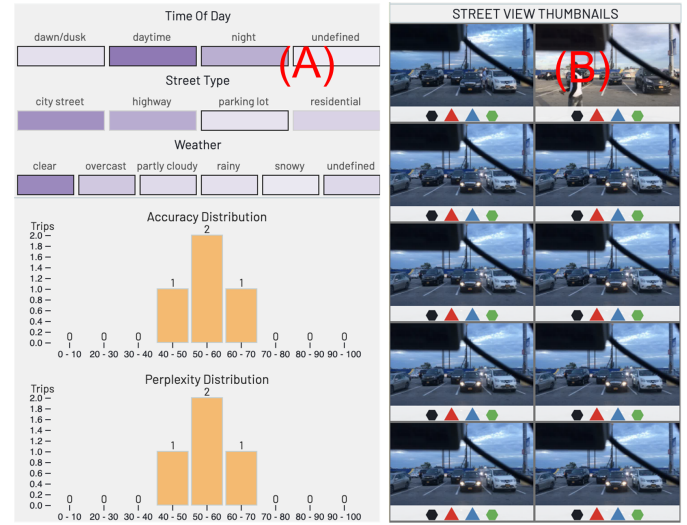 Time Of Day
dawn/dusk daytime night undefined
(A)
Street Type
city street highway parking lot residential
Weather
clear overcast partly cloudy rainy snowy undefined
Accuracy Distribution
Trips
2.0
1.8
1.6
1.4
1.2
1.0
0.8
0.6
0.4
0.2
0.0
0 0 0 1 2 1 0 0 0
0 - 10 20 - 30 30 - 40 40 - 50 50 - 60 60 - 70 70 - 80 80 - 90 90 - 100
Perplexity Distribution
Trips
2.0
1.8
1.6
1.4
1.2
1.0
0.8
0.6
0.4
0.2
0.0
0 0 0 1 2 1 0 0 0
0 - 10 20 - 30 30 - 40 40 - 50 50 - 60 60 - 70 70 - 80 80 - 90 90 - 100
STREET VIEW THUMBNAILS
(B)